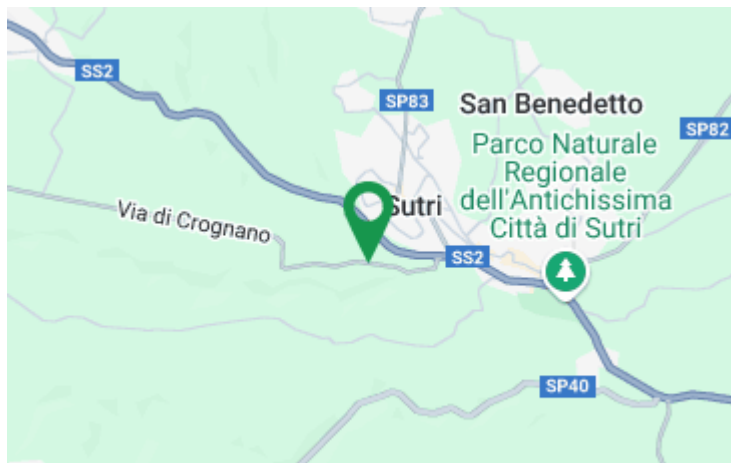 SS2
SP83
San Benedetto
SP82
Parco Naturale
Regionale
dell'Antichissima
Città di Sutri
Sutri
Via di Crognano
SS2
SP40